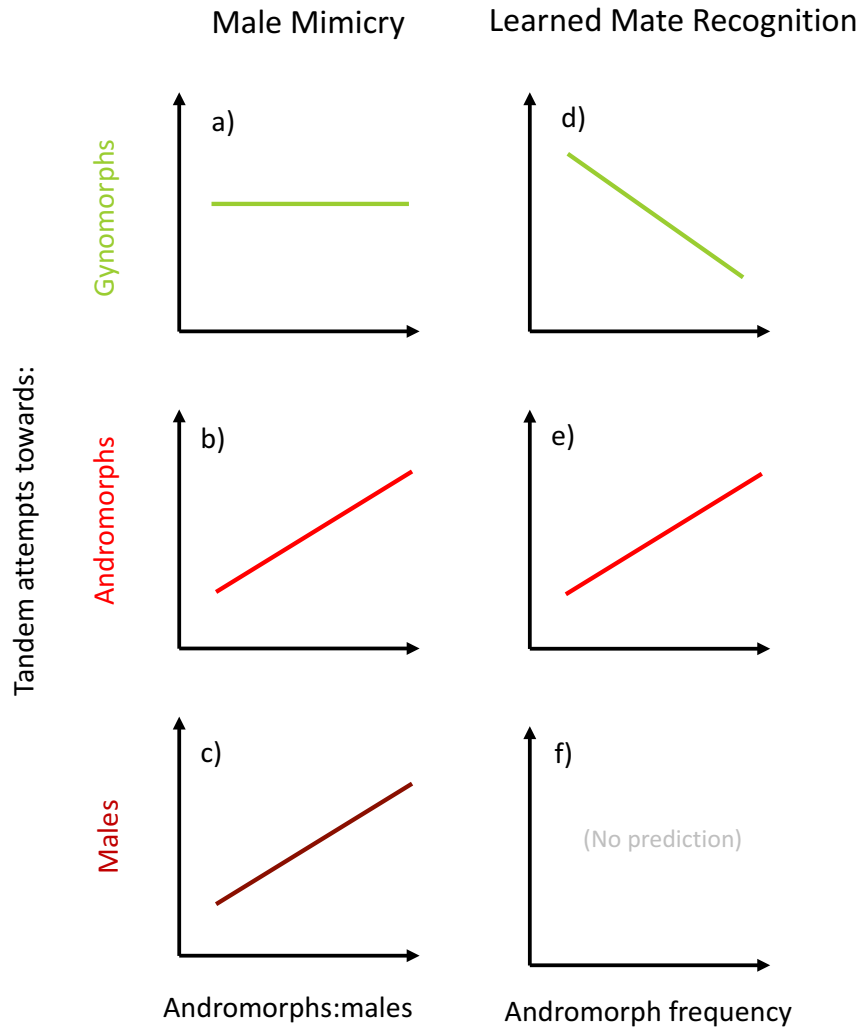 Male Mimicry
Learned Mate Recognition
Tandem attempts towards:
Gynomorphs
a)
d)
Andromorphs
b)
e)
Males
c)
f)
(No prediction)
Andromorphs:males
Andromorph frequency